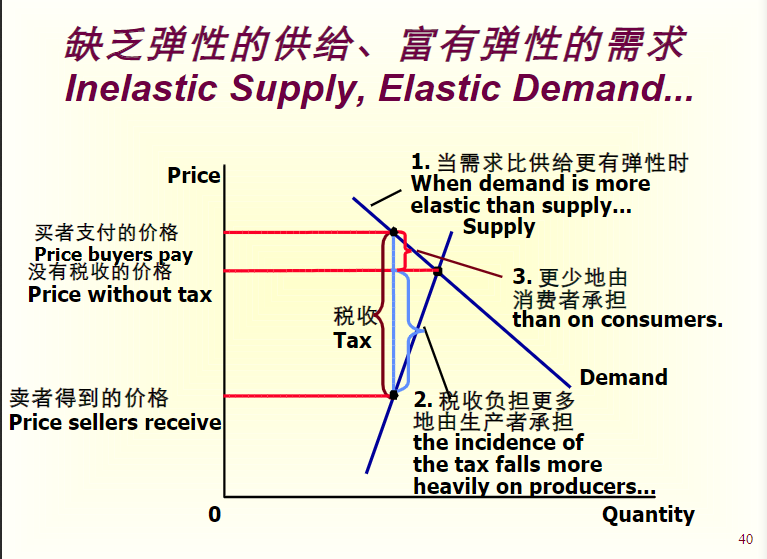 缺乏弹性的供给、富有弹性的需求
Inelastic Supply, Elastic Demand...
Price
1. 当需求比供给更有弹性时
When demand is more
elastic than supply...
Supply
买者支付的价格
Price buyers pay
没有税收的价格
Price without tax
3. 更少地由
消费者承担
than on consumers.
税收
Tax
Demand
卖者得到的价格
Price sellers receive
2. 税收负担更多
地由生产者承担
the incidence of
the tax falls more
heavily on producers...
0
Quantity
40